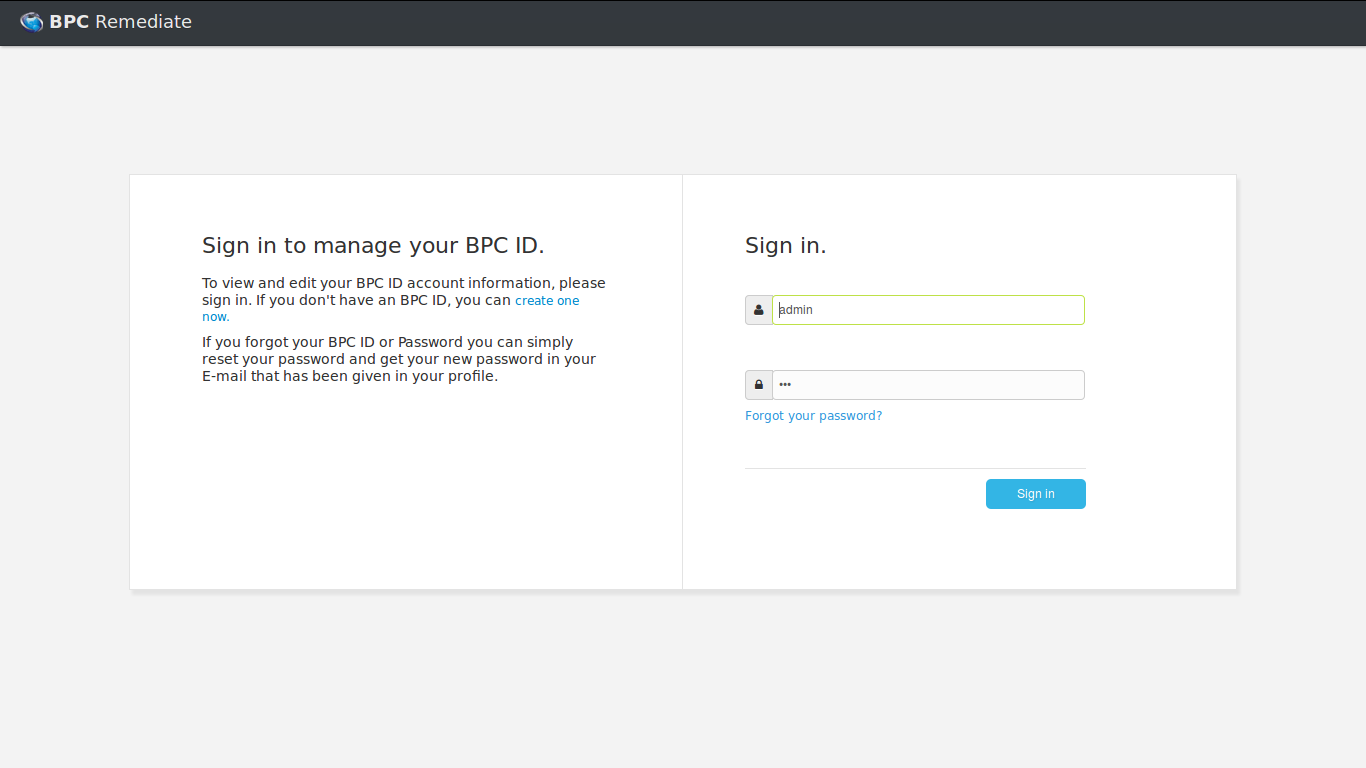 BPC Remediate
Sign in to manage your BPC ID.
To view and edit your BPC ID account information, please
sign in. If you don't have an BPC ID, you can create one
now.
If you forgot your BPC ID or Password you can simply
reset your password and get your new password in your
E-mail that has been given in your profile.
Sign in.
admin
•••
Forgot your password?
Sign in